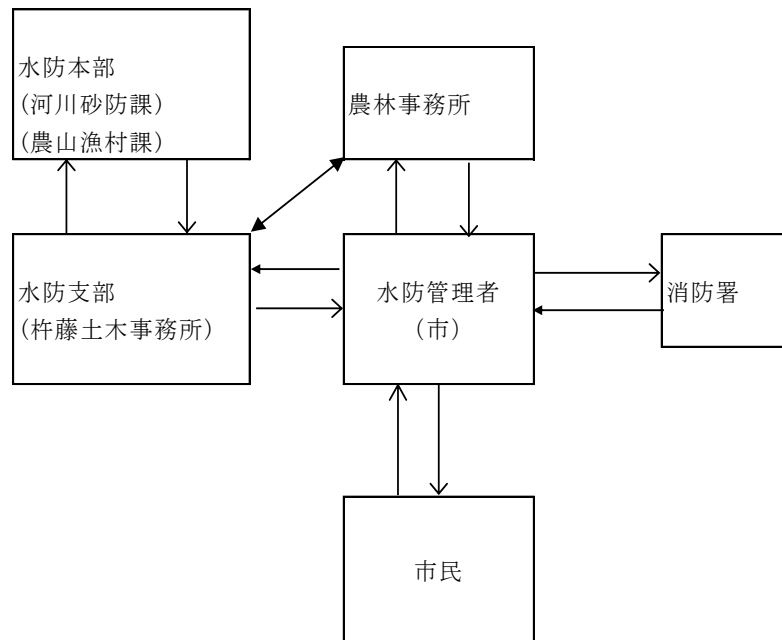 水防本部
(河川砂防課)
(農山漁村課)
農林事務所
水防支部
(杵藤土木事務所)
水防管理者
(市)
消防署
市民